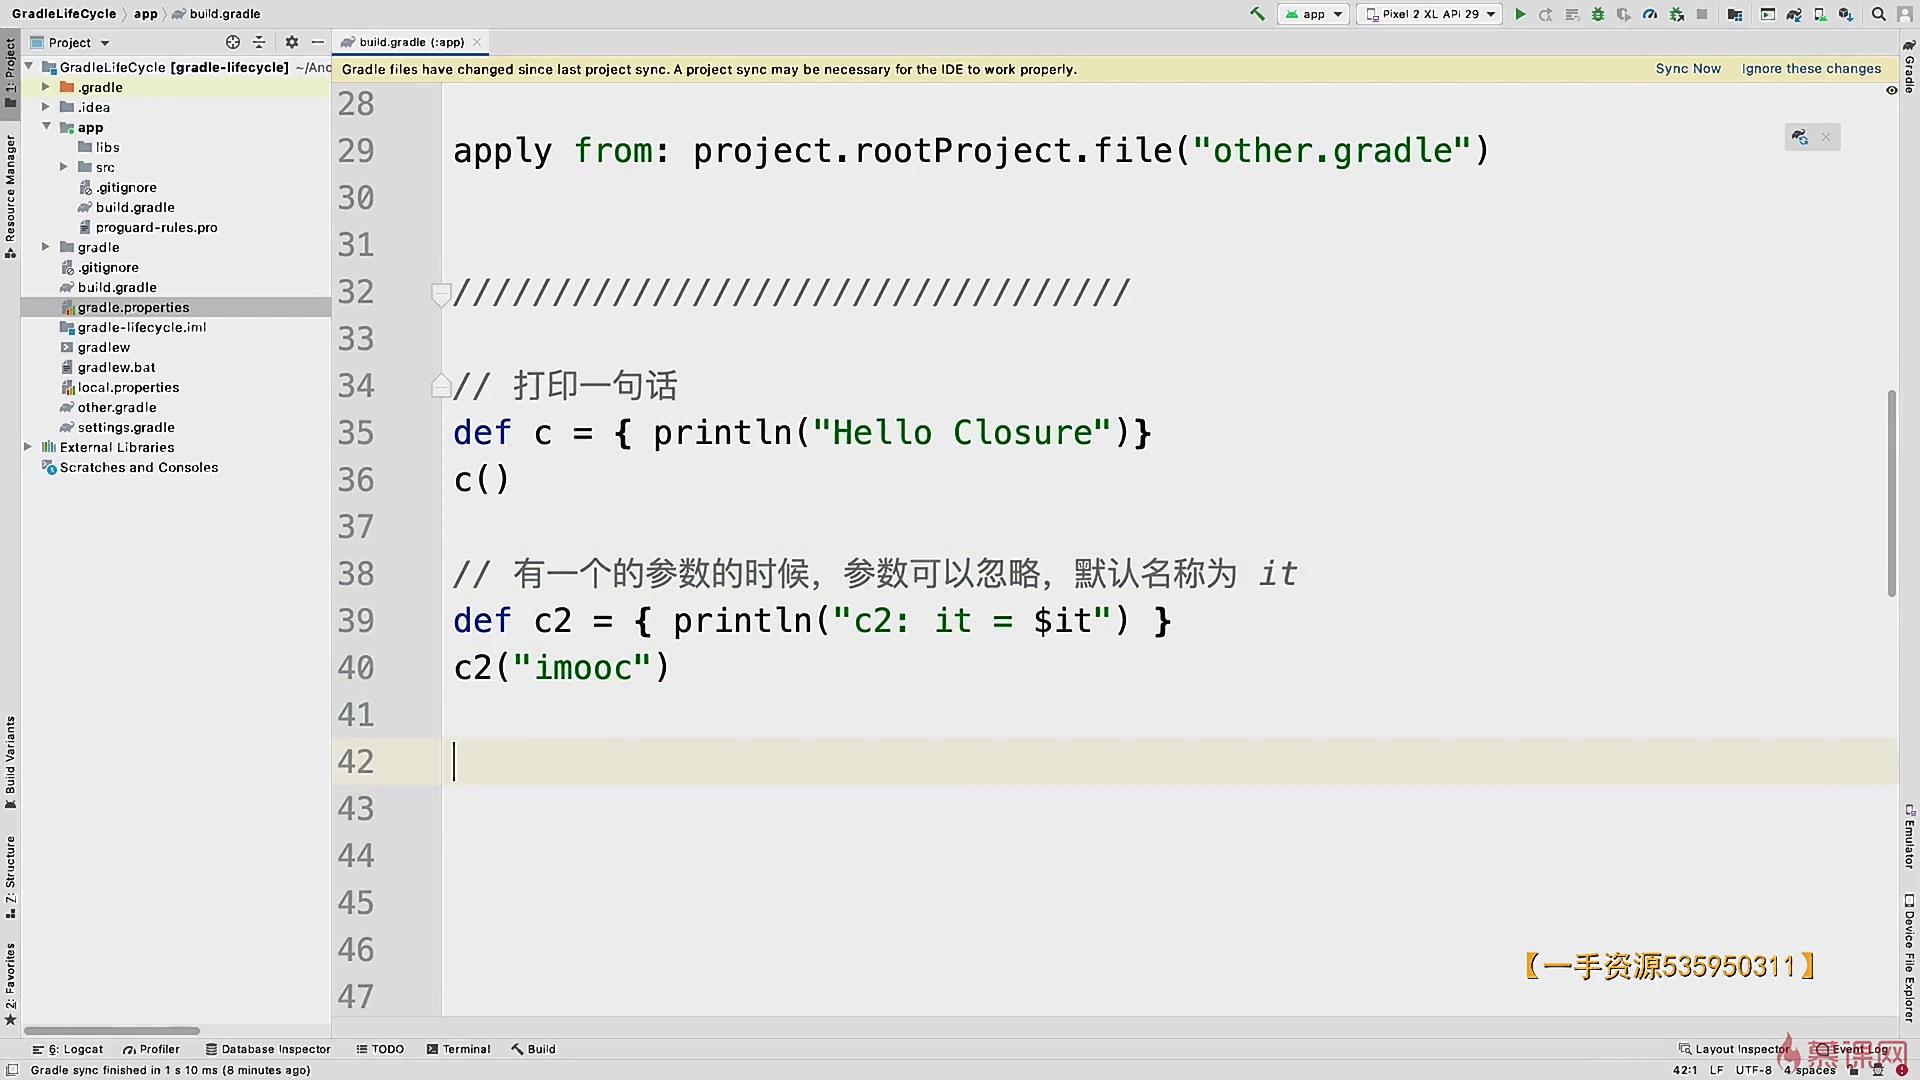 GradleLifeCycle app build.gradle
app Pixel 2 XL API 29
Project
build.gradle (:app)
GradleLifeCycle [gradle-lifecycle] ~/Anc
Gradle files have changed since last project sync. A project sync may be necessary for the IDE to work properly. Sync Now Ignore these changes
.gradle
.idea
app
libs
src
.gitignore
build.gradle
proguard-rules.pro
gradle
.gitignore
build.gradle
gradle.properties
gradle-lifecycle.iml
gradlew
gradlew.bat
local.properties
other.gradle
settings.gradle
External Libraries
Scratches and Consoles
28
29 apply from: project.rootProject.file("other.gradle")
30
31
32 //////////////////////////////////
33
34 // 打印一句话
35 def c = { println("Hello Closure")}
36 c()
37
38 // 有一个的参数的时候，参数可以忽略，默认名称为 it
39 def c2 = { println("c2: it = $it") }
40 c2("imooc")
41
42
43
44
45
46
47
【一手资源535950311】
1: Project
Resource Manager
Build Variants
Z: Structure
2: Favorites
Gradle
Emulator
Device File Explorer
6: Logcat Profiler Database Inspector TODO Terminal Build Layout Inspector Event Log
慕课网
Gradle sync finished in 1 s 10 ms (8 minutes ago) 42:1 LF UTF-8 4 spaces